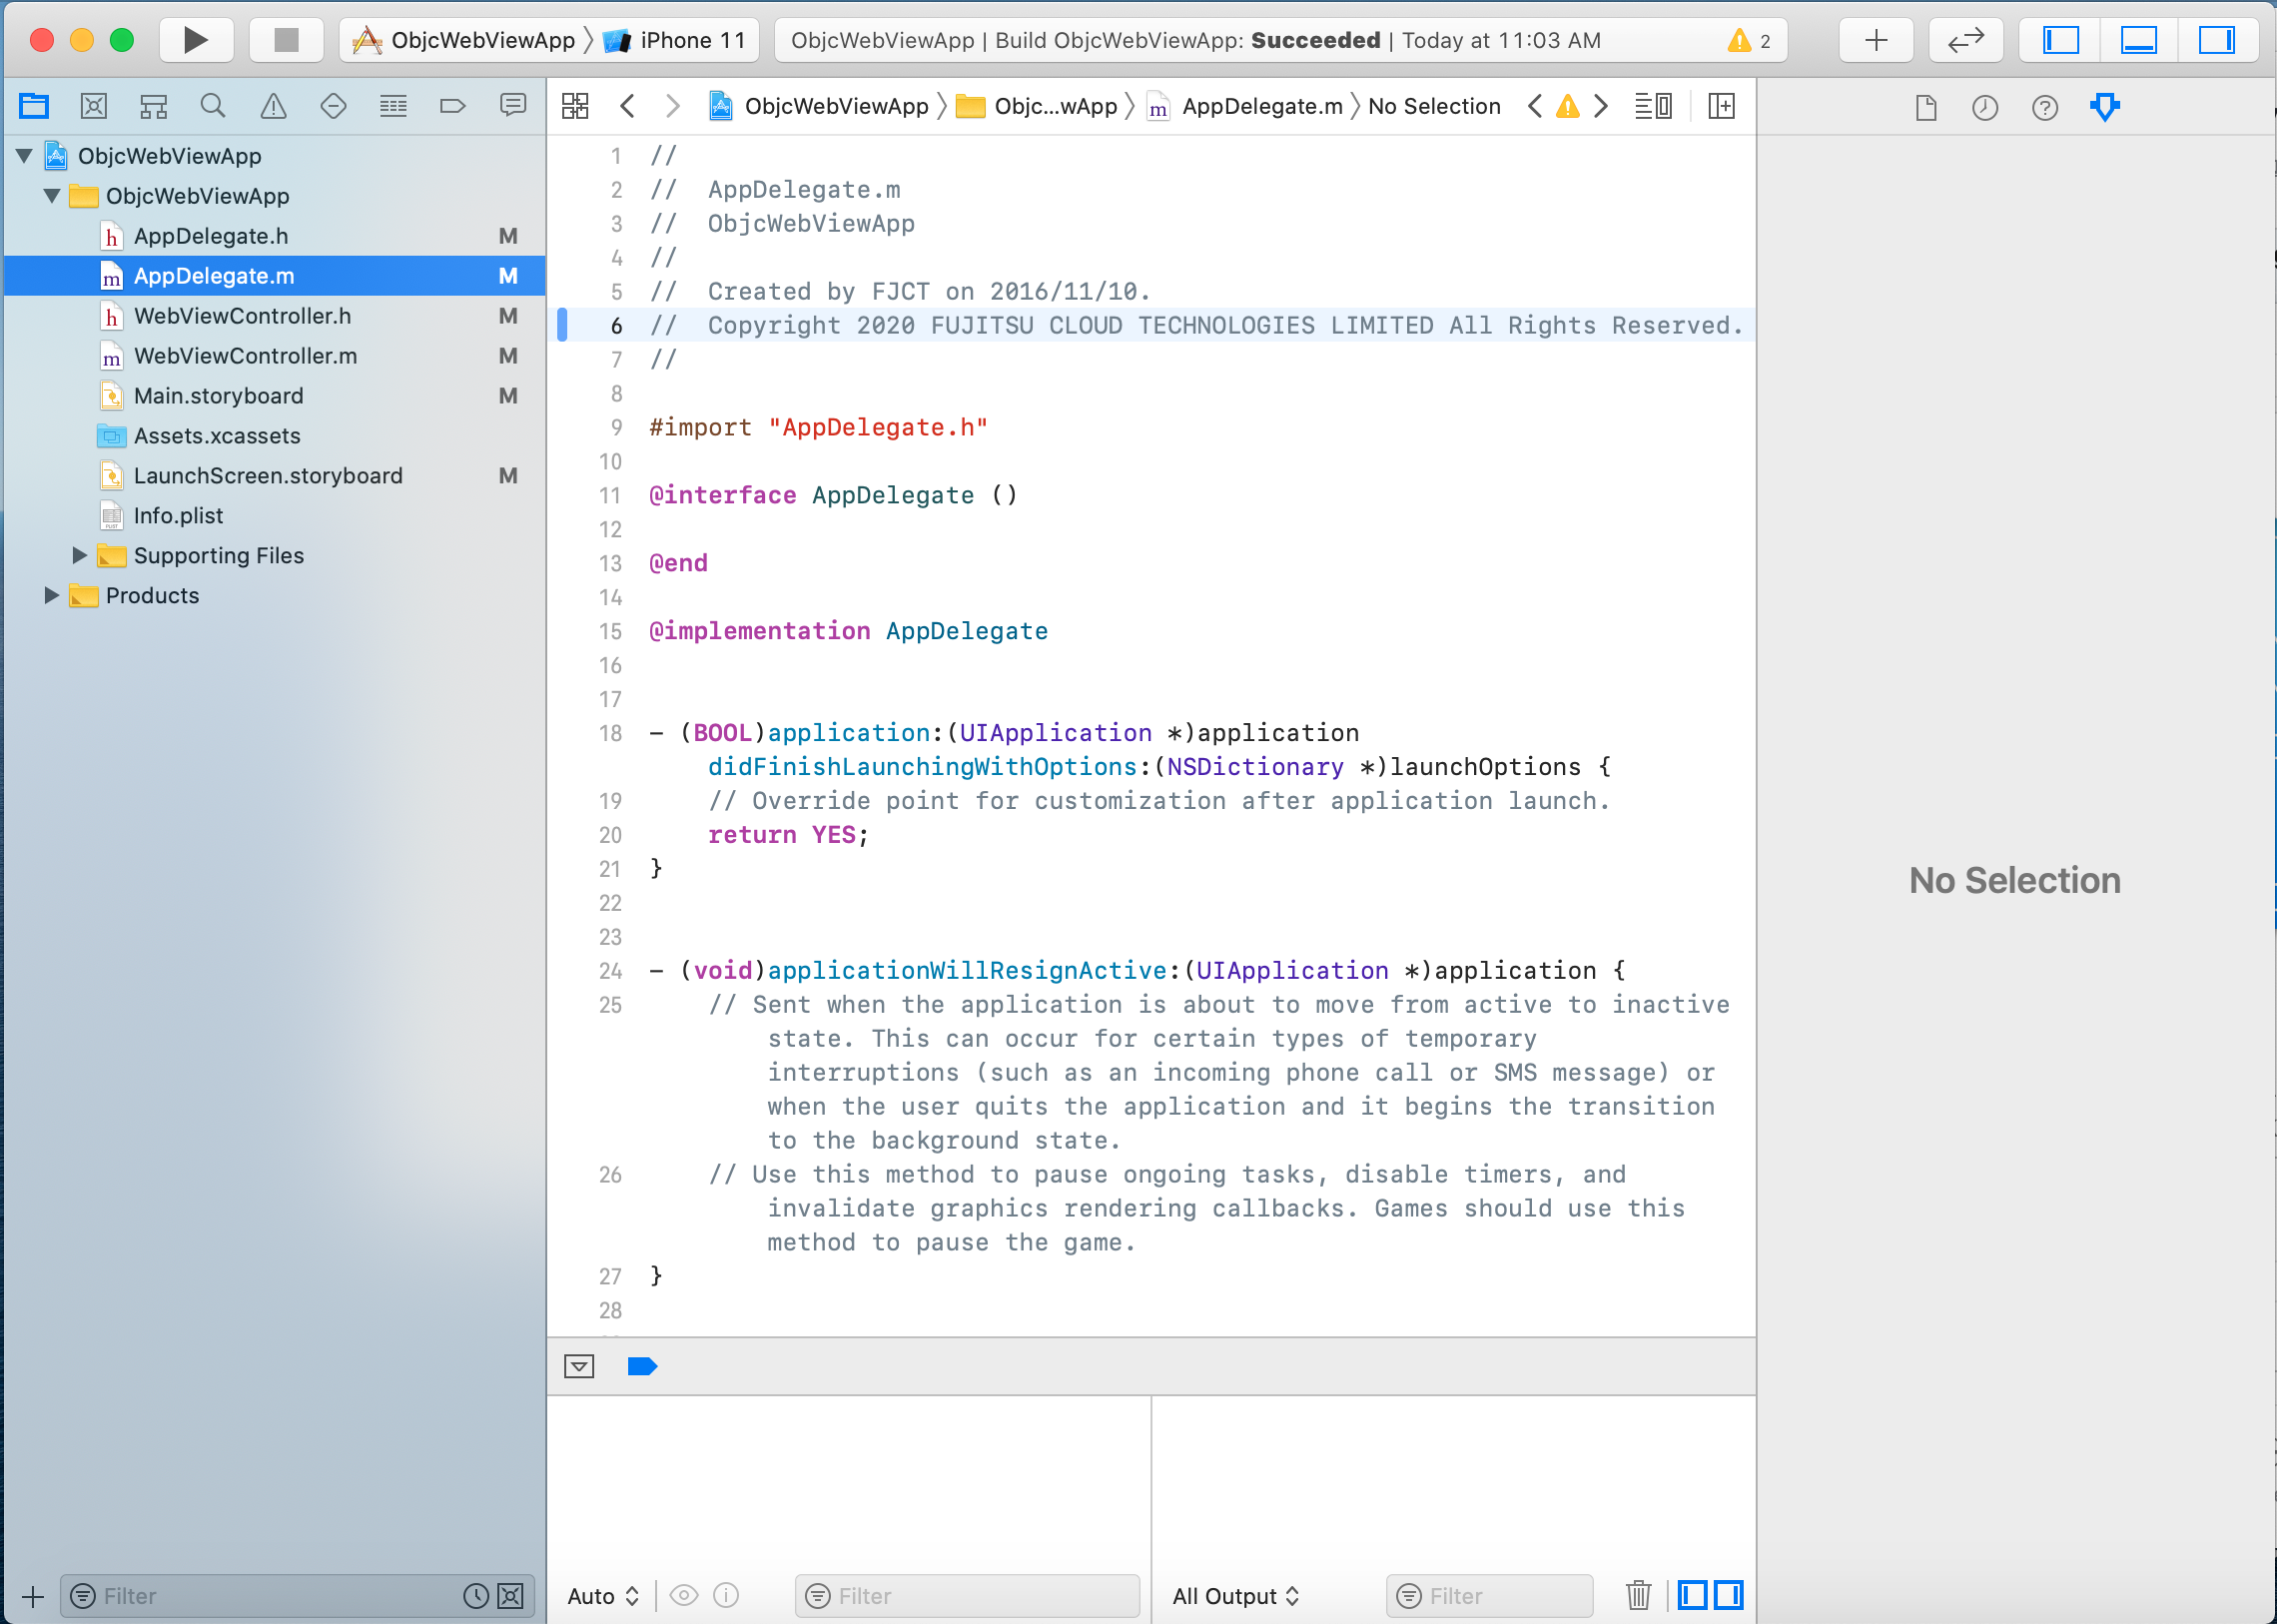 ObjcWebViewApp iPhone 11
ObjcWebViewApp | Build ObjcWebViewApp: Succeeded | Today at 11:03 AM 2
ObjcWebViewApp Objc...wApp m AppDelegate.m No Selection
ObjcWebViewApp
ObjcWebViewApp
h AppDelegate.h M
m AppDelegate.m M
h WebViewController.h M
m WebViewController.m M
Main.storyboard M
Assets.xcassets
LaunchScreen.storyboard M
Info.plist
Supporting Files
Products
Filter
1 //
2 //  AppDelegate.m
3 //  ObjcWebViewApp
4 //
5 //  Created by FJCT on 2016/11/10.
6 //  Copyright 2020 FUJITSU CLOUD TECHNOLOGIES LIMITED All Rights Reserved.
7 //
8
9 #import "AppDelegate.h"
10
11 @interface AppDelegate ()
12
13 @end
14
15 @implementation AppDelegate
16
17
18 - (BOOL)application:(UIApplication *)application
didFinishLaunchingWithOptions:(NSDictionary *)launchOptions {
19 // Override point for customization after application launch.
20 return YES;
21 }
22
23
24 - (void)applicationWillResignActive:(UIApplication *)application {
25 // Sent when the application is about to move from active to inactive
state. This can occur for certain types of temporary
interruptions (such as an incoming phone call or SMS message) or
when the user quits the application and it begins the transition
to the background state.
26 // Use this method to pause ongoing tasks, disable timers, and
invalidate graphics rendering callbacks. Games should use this
method to pause the game.
27 }
28
Auto Filter
All Output Filter
No Selection